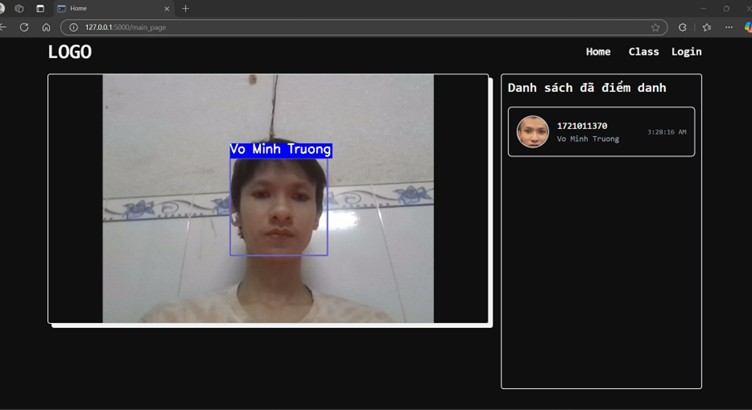 Home
127.0.0.1:5000/main_page
LOGO
Home Class Login
Vo Minh Truong
Danh sách đã điểm danh
1721011370
Vo Minh Truong
3:28:16 AM